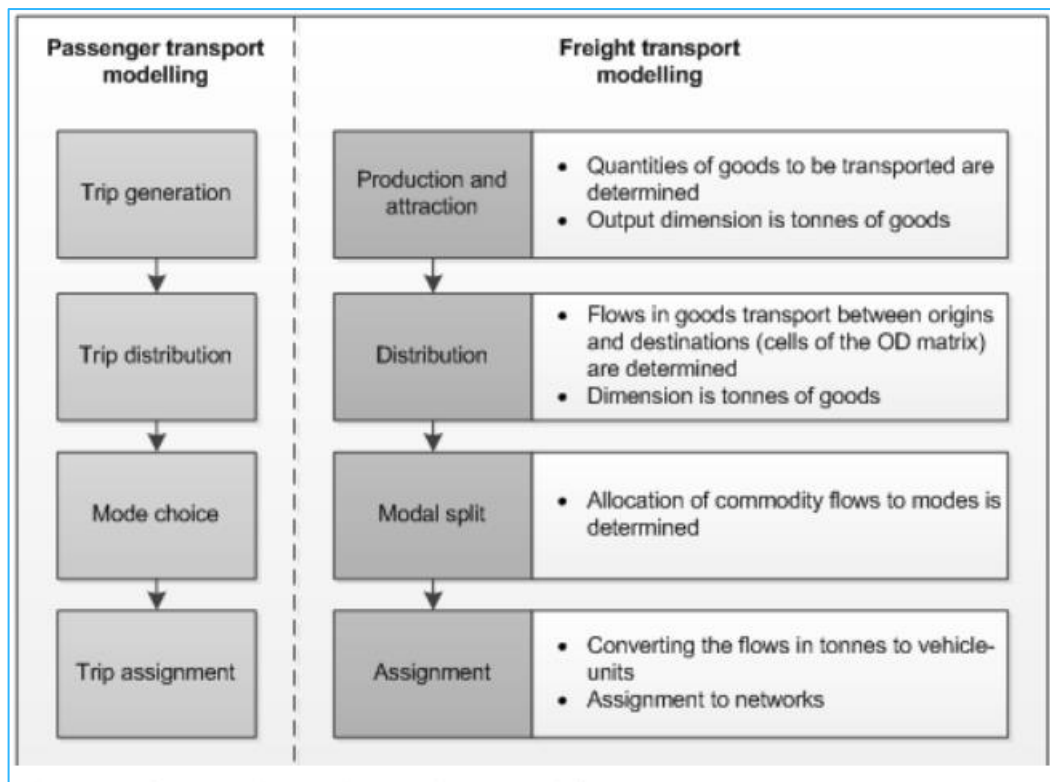 Passenger transport
modelling
Freight transport
modelling
Trip generation
Production and
attraction
• Quantities of goods to be transported are
determined
• Output dimension is tonnes of goods
Trip distribution
Distribution
• Flows in goods transport between origins
and destinations (cells of the OD matrix)
are determined
• Dimension is tonnes of goods
Mode choice
Modal split
• Allocation of commodity flows to modes is
determined
Trip assignment
Assignment
• Converting the flows in tonnes to vehicle-
units
• Assignment to networks